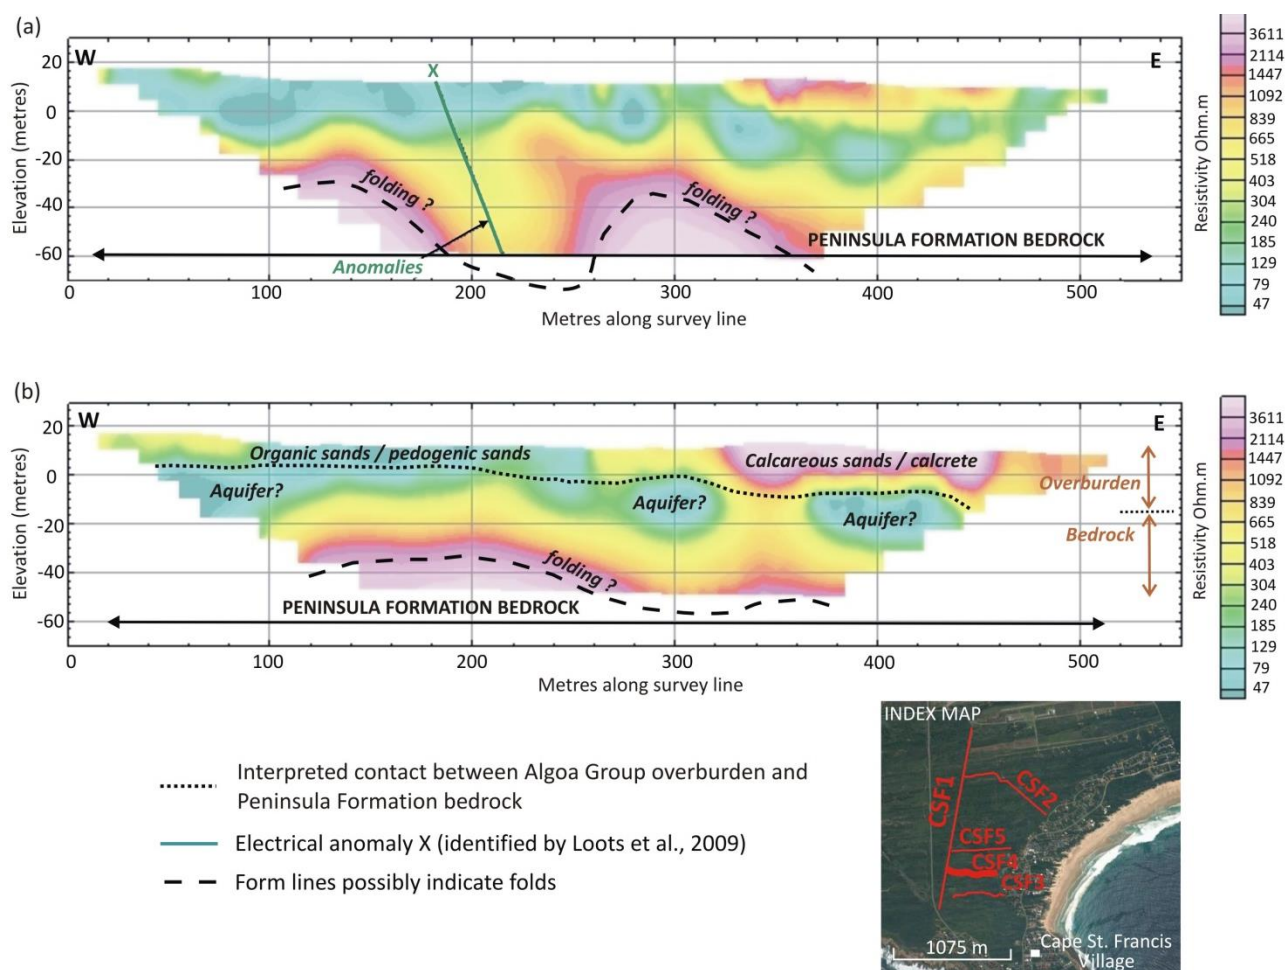 (a)
W
X
E
20
0
-20
-40
-60
Elevation (metres)
folding ?
folding ?
Anomalies
PENINSULA FORMATION BEDROCK
0 100 200 300 400 500
Metres along survey line
Resistivity Ohm.m
3611
2114
1447
1092
839
665
518
403
304
240
185
129
79
47
(b)
W
E
20
0
-20
-40
-60
Elevation (metres)
Organic sands / pedogenic sands
Calcareous sands / calcrete
Aquifer?
Aquifer?
Aquifer?
folding ?
PENINSULA FORMATION BEDROCK
Overburden
Bedrock
0 100 200 300 400 500
Metres along survey line
Resistivity Ohm.m
3611
2114
1447
1092
839
665
518
403
304
240
185
129
79
47
Interpreted contact between Algoa Group overburden and
Peninsula Formation bedrock
Electrical anomaly X (identified by Loots et al., 2009)
Form lines possibly indicate folds
INDEX MAP
CSF1
CSF2
CSF5
CSF4
CSF3
1075 m
Cape St. Francis
Village